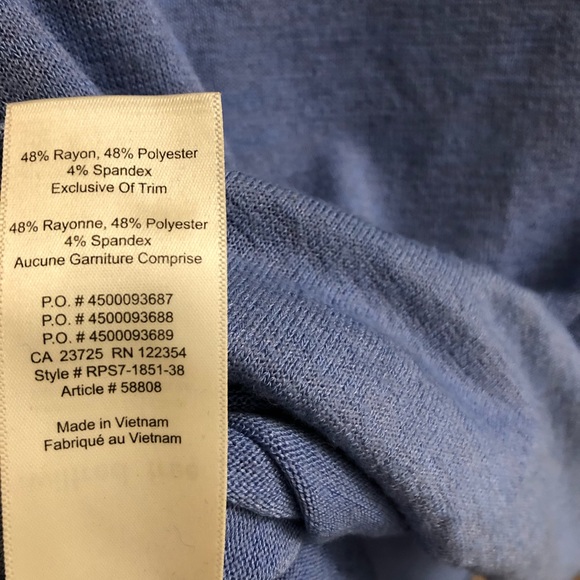 48% Rayon, 48% Polyester
4% Spandex
Exclusive Of Trim
48% Rayonne, 48% Polyester
4% Spandex
Aucune Garniture Comprise
P.O. # 4500093687
P.O. # 4500093688
P.O. # 4500093689
CA 23725 RN 122354
Style # RPS7-1851-38
Article # 58808
Made in Vietnam
Fabriqué au Vietnam